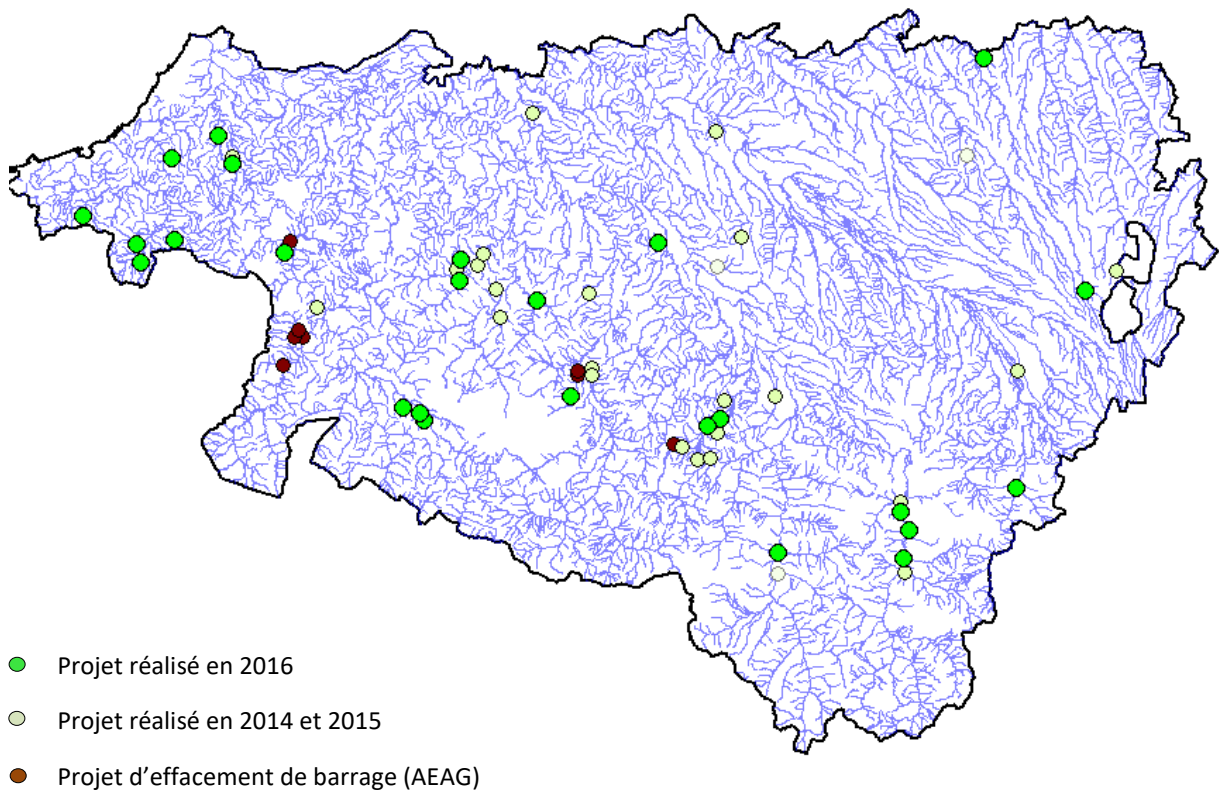 Projet réalisé en 2016
Projet réalisé en 2014 et 2015
Projet d’effacement de barrage (AEAG)